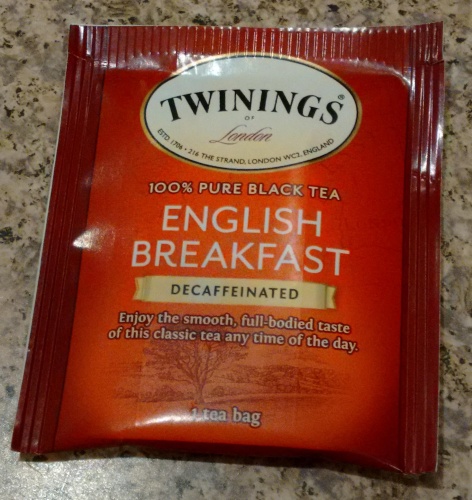 TWININGS®
OF
London
ESTD. 1706 • 216 THE STRAND, LONDON WC2, ENGLAND
100% PURE BLACK TEA
ENGLISH
BREAKFAST
DECAFFEINATED
Enjoy the smooth, full-bodied taste
of this classic tea any time of the day.
1 tea bag